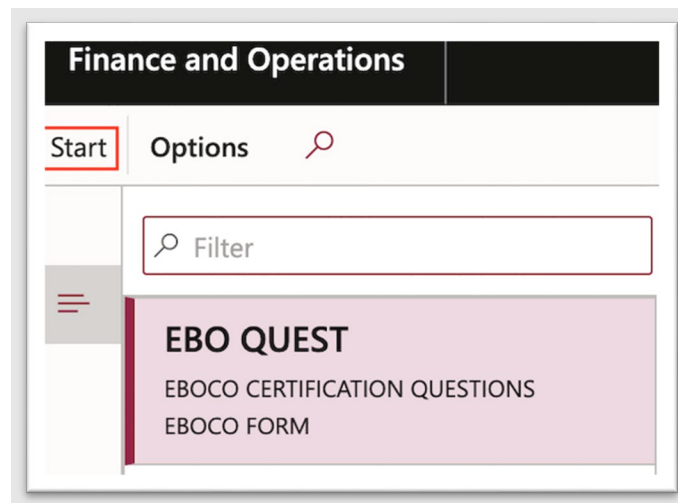 Finance and Operations
Start Options
Filter
EBO QUEST
EBOCO CERTIFICATION QUESTIONS
EBOCO FORM